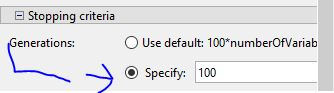 Stopping criteria
Generations: Use default: 100*numberOfVariab
Specify: 100